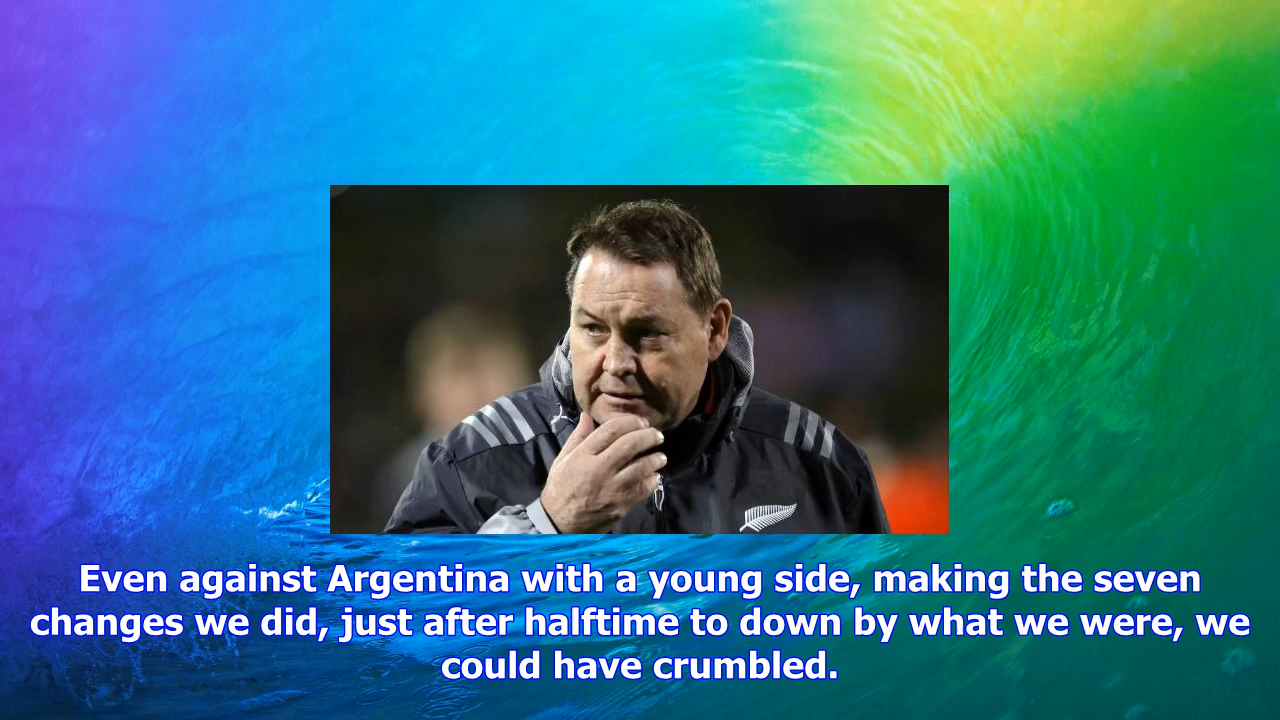 Even against Argentina with a young side, making the seven
changes we did, just after halftime to down by what we were, we
could have crumbled.